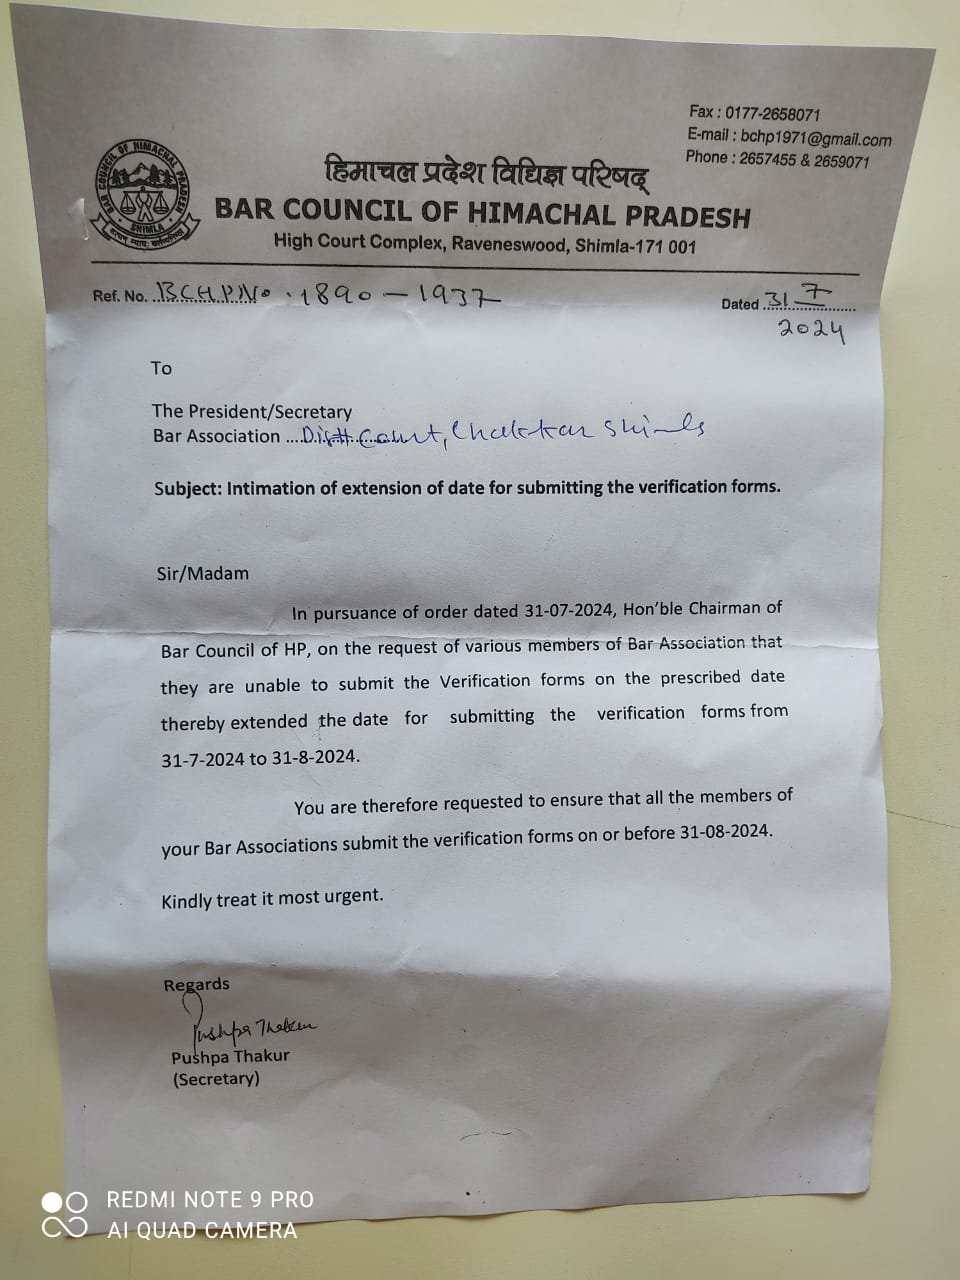 Fax : 0177-2658071
E-mail : bchp1971@gmail.com
Phone : 2657455 & 2659071
हिमाचल प्रदेश विधिज्ञ परिषद्
BAR COUNCIL OF HIMACHAL PRADESH
High Court Complex, Raveneswood, Shimla-171 001
BAR COUNCIL OF HIMACHAL PRADESH
SHIMLA
Ref. No. B.C.H.P.No. 1890 - 1937
Dated 31 7
2024
To
The President/Secretary
Bar Association ....Distt. Court, Chakkar Shimla
Subject: Intimation of extension of date for submitting the verification forms.
Sir/Madam
In pursuance of order dated 31-07-2024, Hon'ble Chairman of
Bar Council of HP, on the request of various members of Bar Association that
they are unable to submit the Verification forms on the prescribed date
thereby extended the date for submitting the verification forms from
31-7-2024 to 31-8-2024.
You are therefore requested to ensure that all the members of
your Bar Associations submit the verification forms on or before 31-08-2024.
Kindly treat it most urgent.
Regards
Pushpa Thakur
Pushpa Thakur
(Secretary)
REDMI NOTE 9 PRO
AI QUAD CAMERA